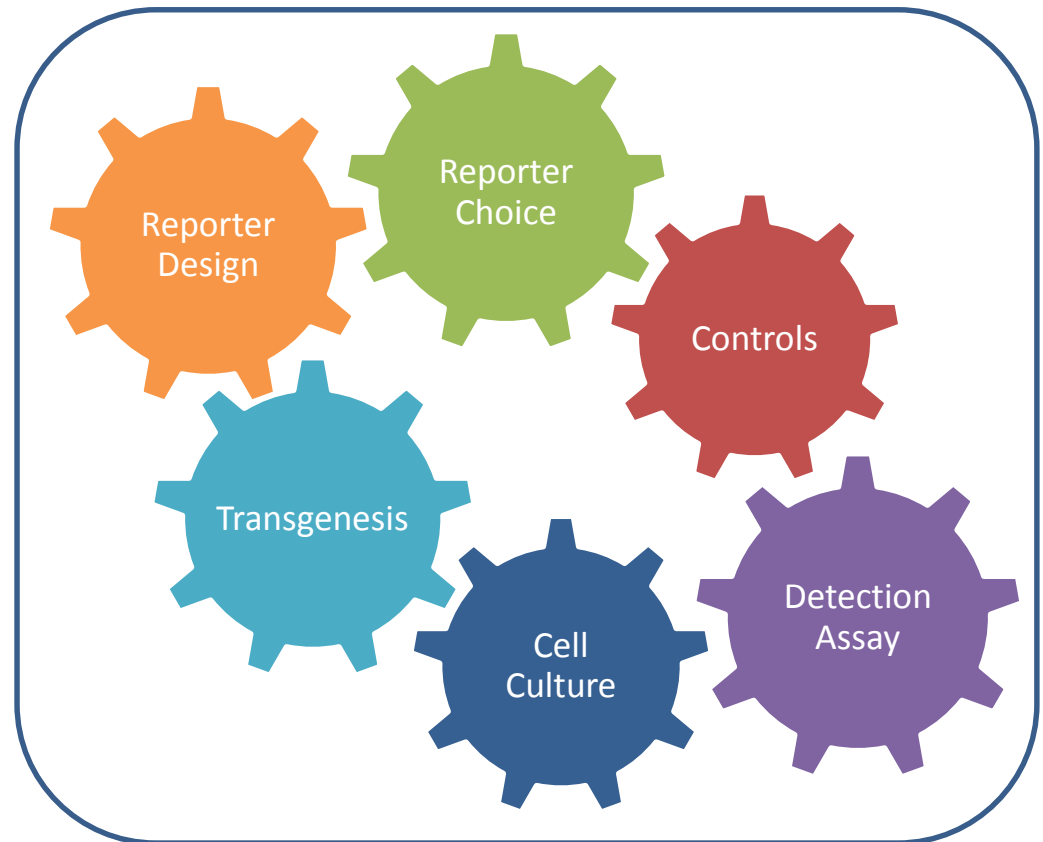 Reporter
Design
Reporter
Choice
Controls
Transgenesis
Cell
Culture
Detection
Assay